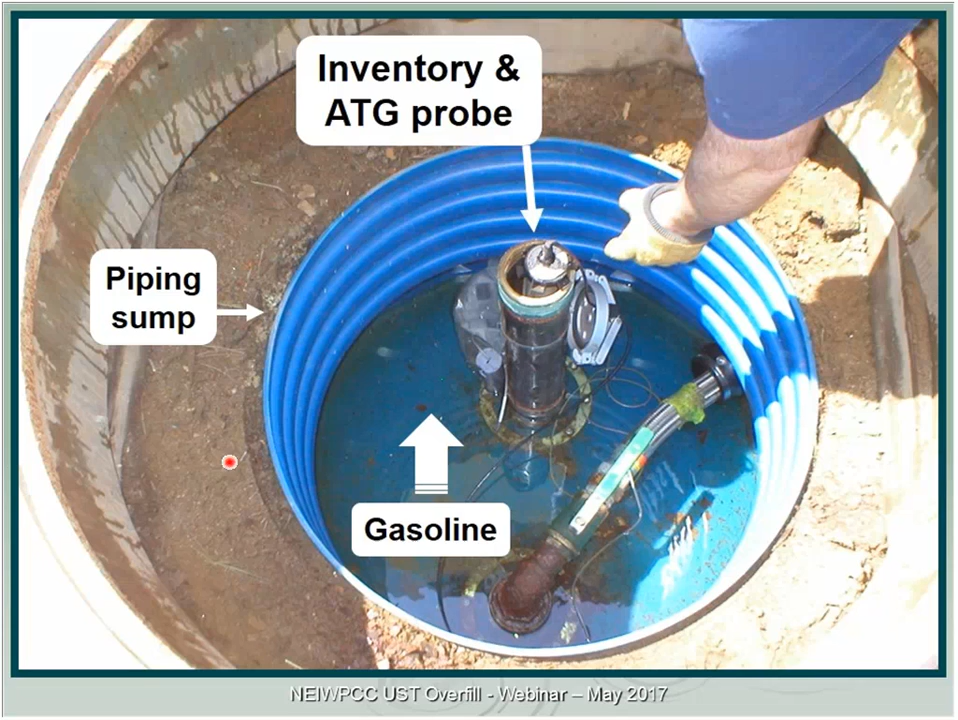 Inventory &
ATG probe
Piping
sump
Gasoline
NEIWPCC UST Overfill - Webinar – May 2017